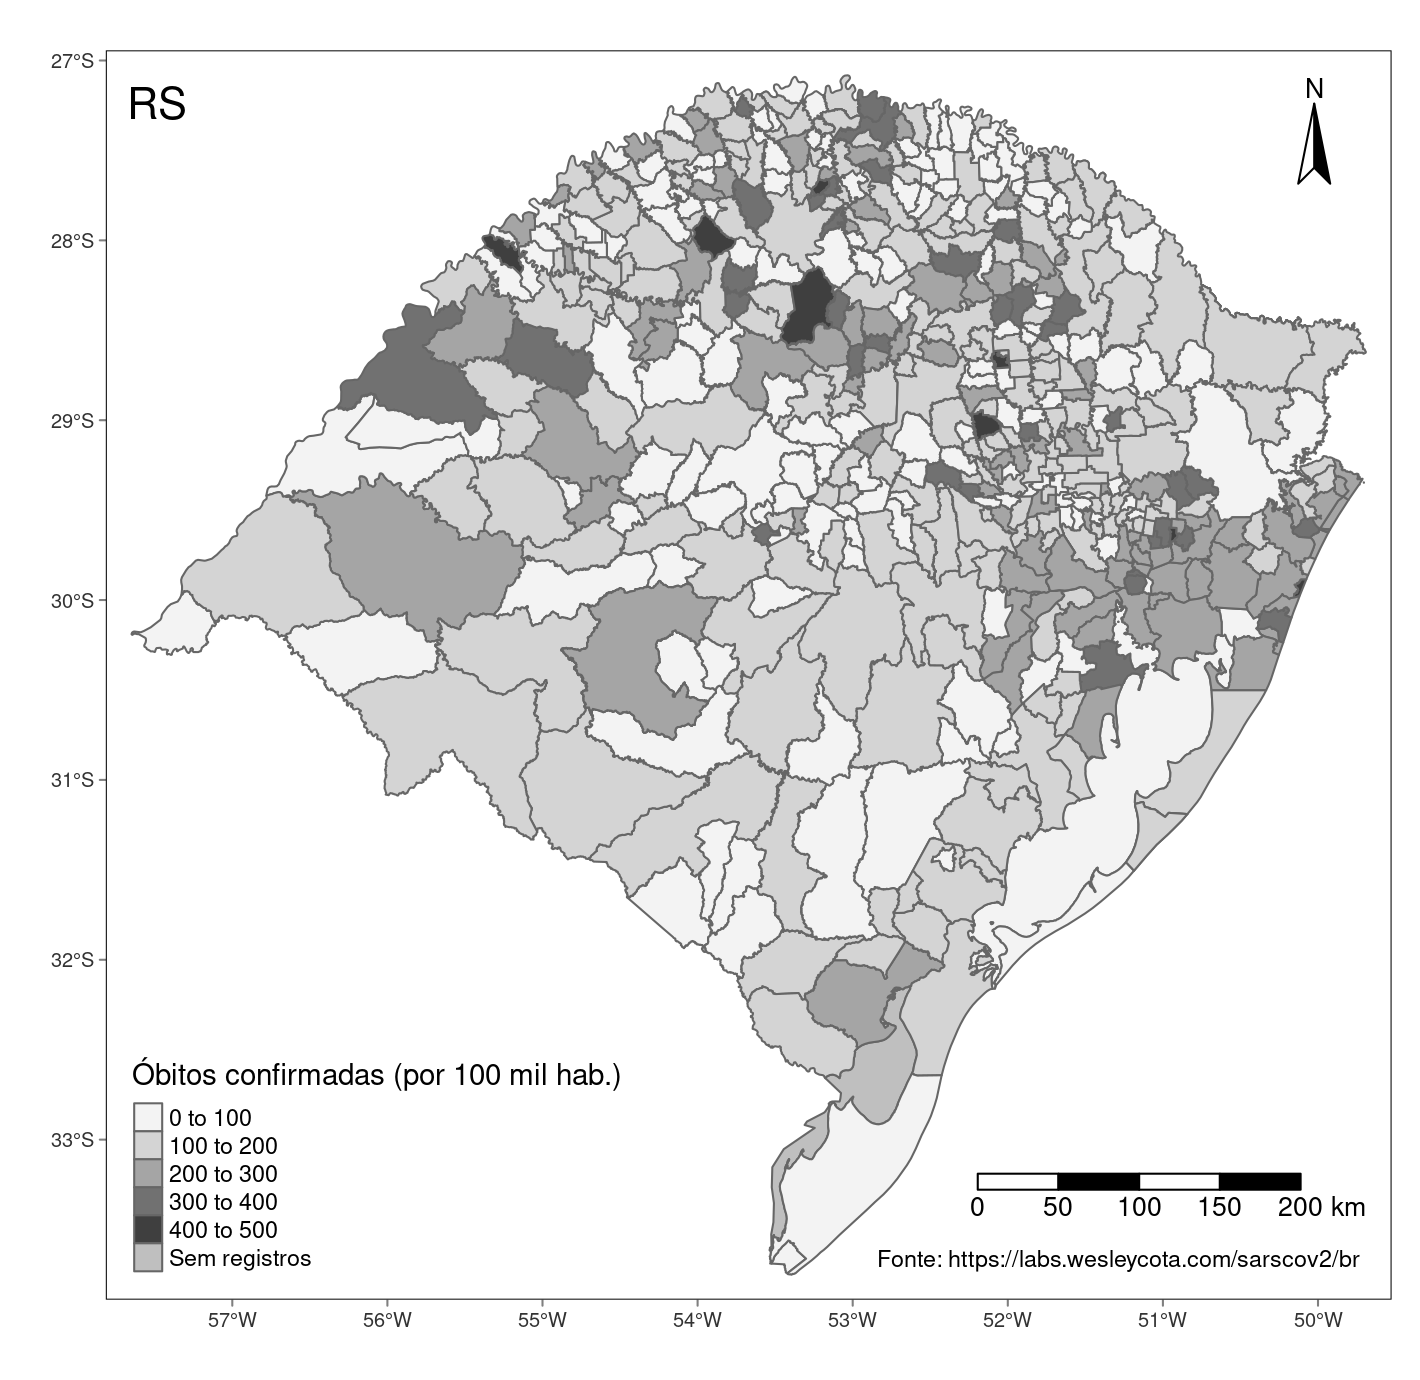 27°S
RS
N
28°S
29°S
30°S
31°S
32°S
33°S
Óbitos confirmadas (por 100 mil hab.)
0 to 100
100 to 200
200 to 300
300 to 400
400 to 500
Sem registros
0 50 100 150 200 km
Fonte: https://labs.wesleycota.com/sarscov2/br
57°W 56°W 55°W 54°W 53°W 52°W 51°W 50°W